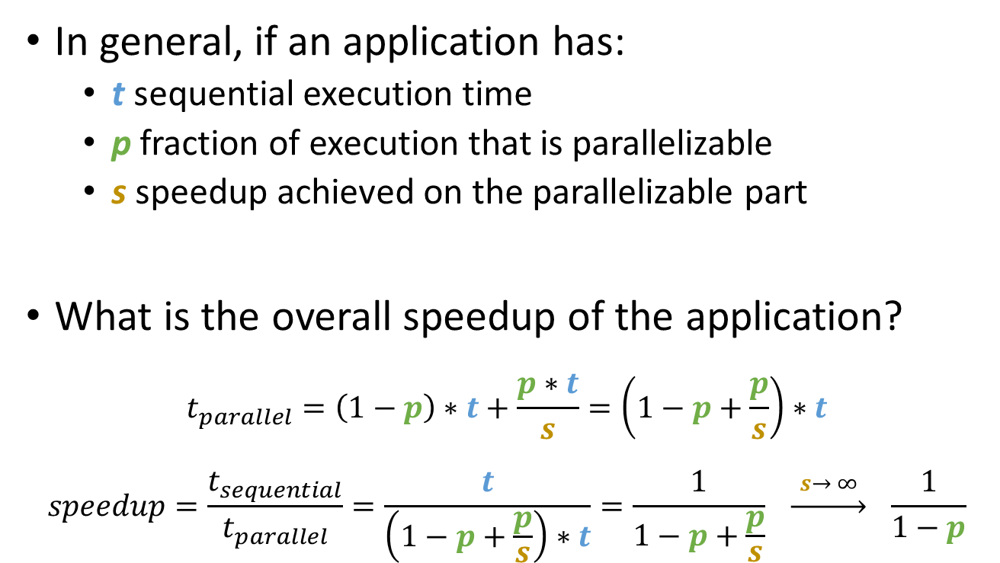 • In general, if an application has:
• t sequential execution time
• p fraction of execution that is parallelizable
• s speedup achieved on the parallelizable part
• What is the overall speedup of the application?
$t_{parallel} = (1 - p) * t + \frac{p * t}{s} = \left(1 - p + \frac{p}{s}\right) * t$
$speedup = \frac{t_{sequential}}{t_{parallel}} = \frac{t}{\left(1 - p + \frac{p}{s}\right) * t} = \frac{1}{1 - p + \frac{p}{s}} \xrightarrow{s \to \infty} \frac{1}{1 - p}$